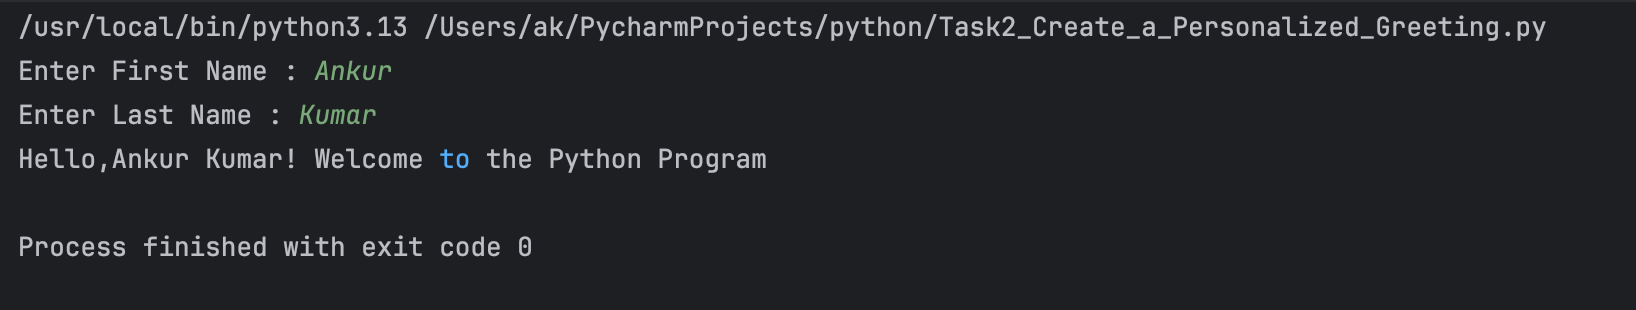 /usr/local/bin/python3.13 /Users/ak/PycharmProjects/python/Task2_Create_a_Personalized_Greeting.py
Enter First Name : Ankur
Enter Last Name : Kumar
Hello,Ankur Kumar! Welcome to the Python Program
Process finished with exit code 0